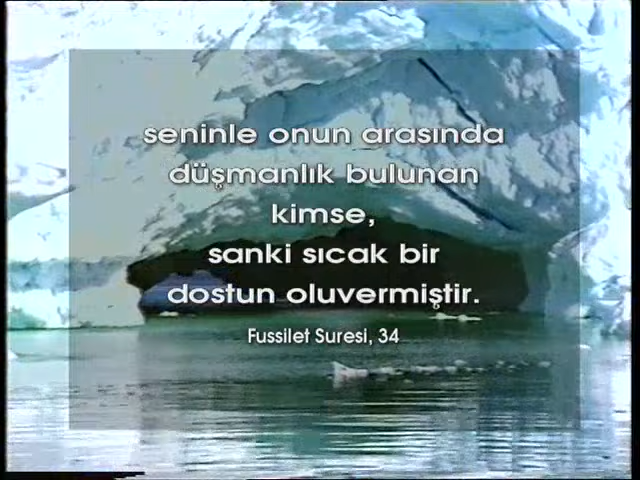 seninle onun arasında
düşmanlık bulunan
kimse,
sanki sıcak bir
dostun oluvermiştir.
Fussilet Suresi, 34